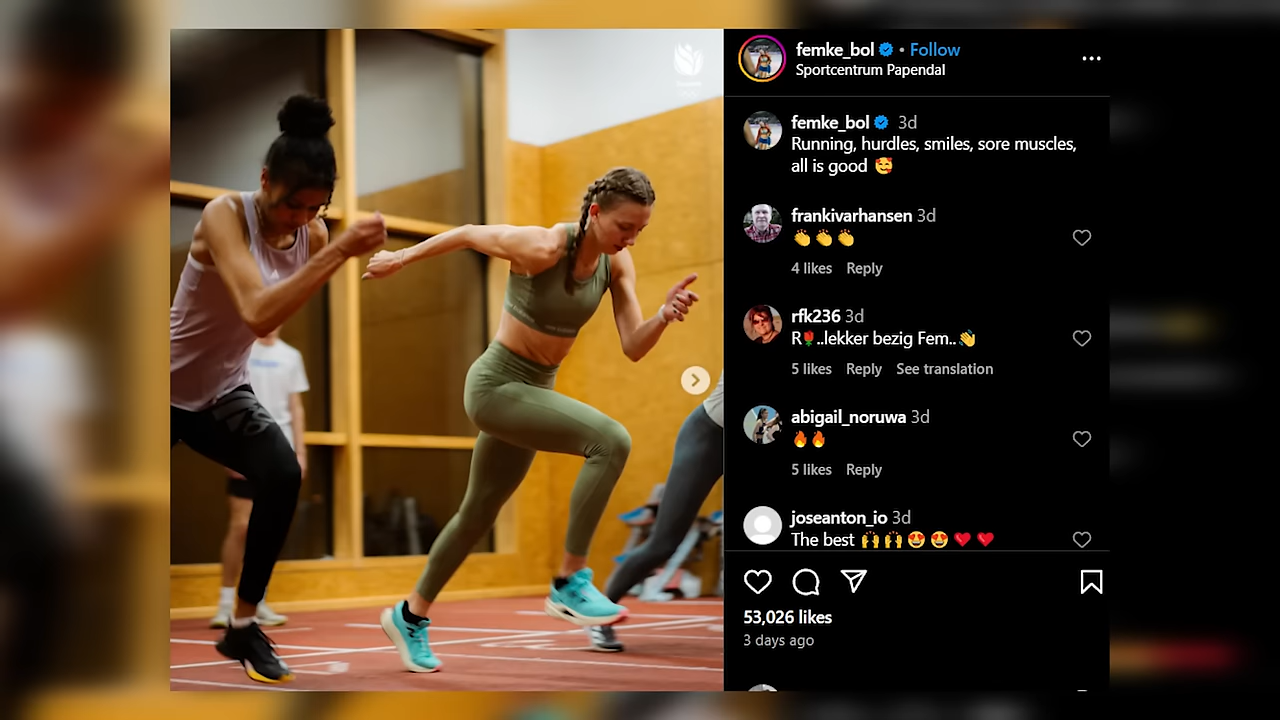 femke_bol • Follow
Sportcentrum Papendal
femke_bol 3d
Running, hurdles, smiles, sore muscles,
all is good 🥰
frankivarhansen 3d
👏👏👏
4 likes Reply
rfk236 3d
R🌹..lekker bezig Fem..👏
5 likes Reply See translation
abigail_noruwa 3d
🔥🔥
5 likes Reply
joseanton_io 3d
The best 🙌🙌😍😍❤️❤️
53,026 likes
3 days ago